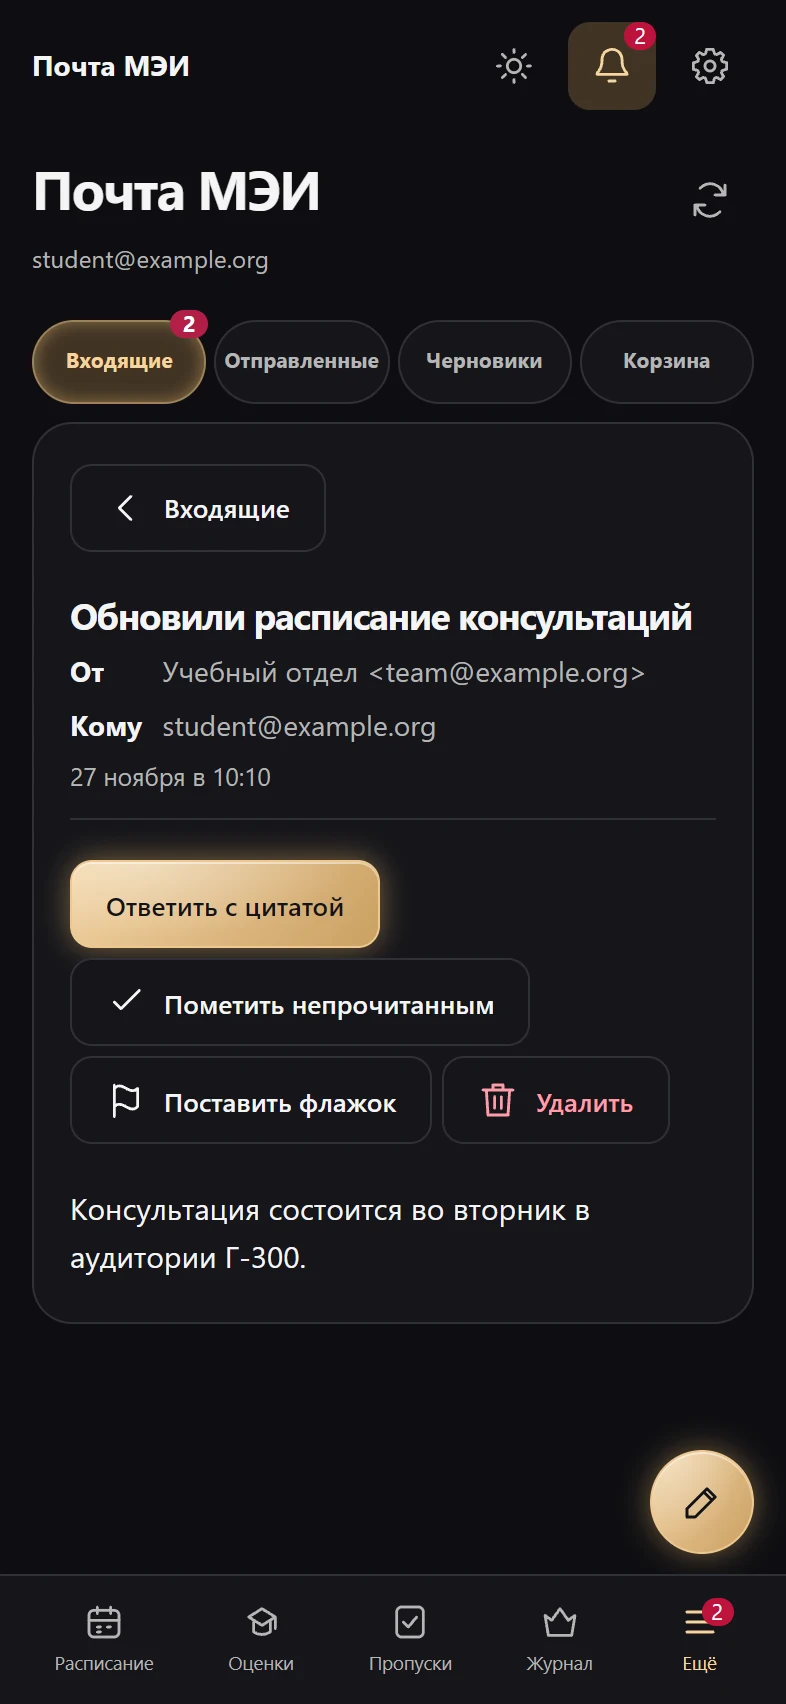 Почта МЭИ
2
Почта МЭИ
student@example.org
Входящие
2
Отправленные
Черновики
Корзина
Входящие
Обновили расписание консультаций
От Учебный отдел <team@example.org>
Кому student@example.org
27 ноября в 10:10
Ответить с цитатой
Пометить непрочитанным
Поставить флажок
Удалить
Консультация состоится во вторник в
аудитории Г-300.
Расписание
Оценки
Пропуски
Журнал
2
Ещё